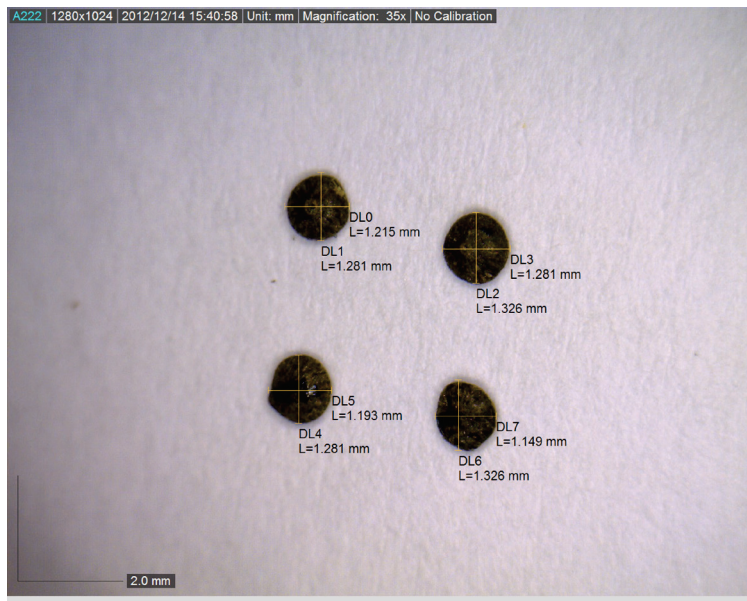 A222 1280x1024 2012/12/14 15:40:58 Unit: mm Magnification: 35x No Calibration
DL0
L=1.215 mm
DL1
L=1.281 mm
DL3
L=1.281 mm
DL2
L=1.326 mm
DL5
L=1.193 mm
DL4
L=1.281 mm
DL7
L=1.149 mm
DL6
L=1.326 mm
2.0 mm